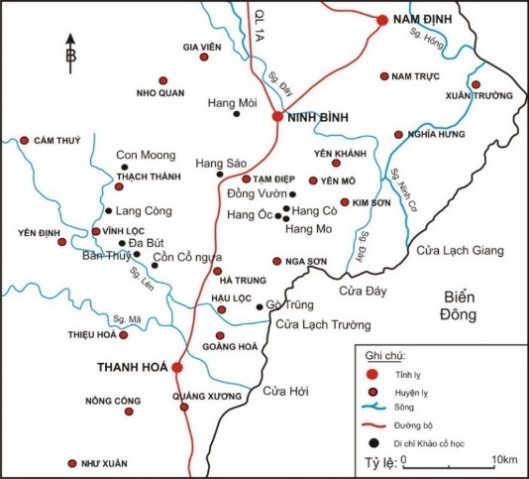 QL 1A
NAM ĐỊNH
Sg. Hồng
B
GIA VIÊN
Sg. Đáy
NAM TRỰC
NHO QUAN
XUÂN TRƯỜNG
Hang Mòi
NINH BÌNH
NGHĨA HƯNG
CẨM THUỶ
Con Moong
Hang Sáo
YÊN KHÁNH
THẠCH THÀNH
TẠM ĐIỆP
YÊN MÔ
Sg. Ninh Cơ
Đồng Vườn
KIM SƠN
Lang Còng
Hang Ốc
Hang Cò
Hang Mo
VĨNH LỘC
YÊN ĐỊNH
Đa Bút
Bản Thuỷ
Cồn Cổ ngựa
Sg. Đáy
Cửa Lạch Giang
NGA SƠN
Sg. Lèn
HÀ TRUNG
Cửa Đáy
Biển
Đông
HẬU LỘC
Gò Trũng
Sg. Mã
Cửa Lạch Trường
THIỆU HOÁ
GOÀNG HOÁ
THANH HOÁ
Cửa Hới
NÔNG CỐNG
QUẢNG XƯƠNG
NHƯ XUÂN
Ghi chú:
Tỉnh lỵ
Huyện lỵ
Sông
Đường bộ
Di chỉ Khảo cổ học
Tỷ lệ:
0
10km